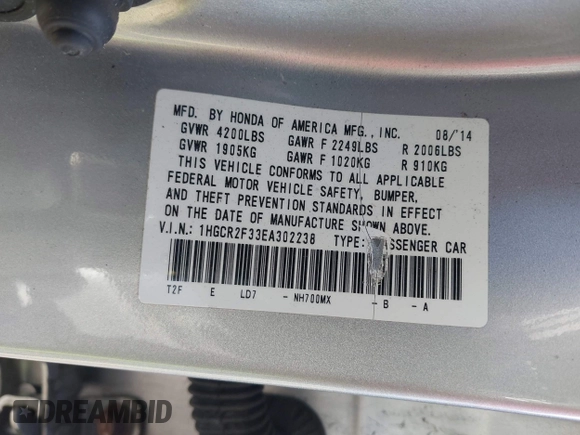 MFD. BY HONDA OF AMERICA MFG., INC. 08/'14
GVWR 4200LBS GAWR F 2249LBS R 2006LBS
GVWR 1905KG GAWR F 1020KG R 910KG
THIS VEHICLE CONFORMS TO ALL APPLICABLE
FEDERAL MOTOR VEHICLE SAFETY, BUMPER,
AND THEFT PREVENTION STANDARDS IN EFFECT
ON THE DATE OF MANUFACTURE SHOWN ABOVE.
V.I.N.: 1HGCR2F33EA302238 TYPE: PASSENGER CAR
T2F E LD7 - NH700MX - B - A
DREAMBID